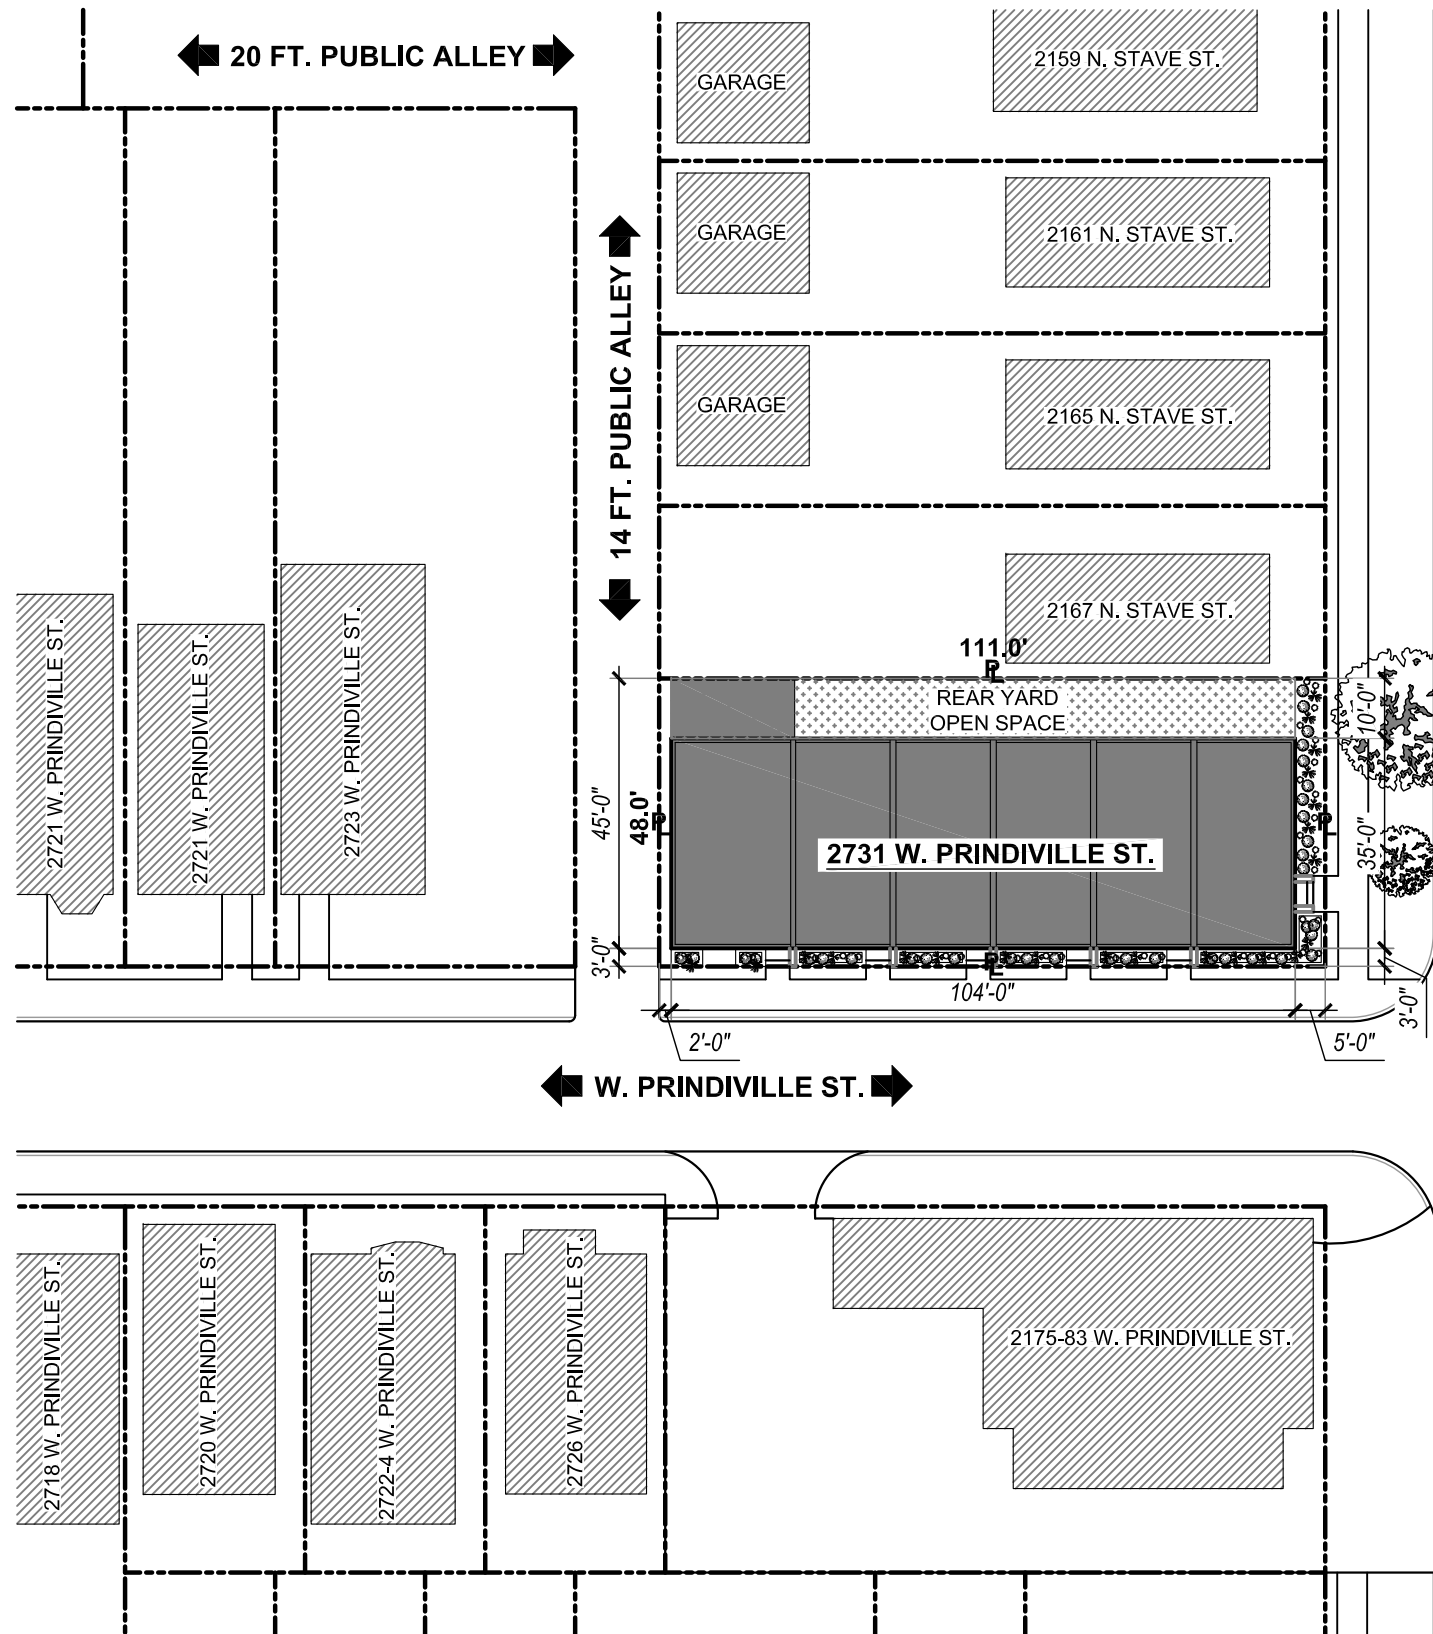 20 FT. PUBLIC ALLEY
GARAGE
2159 N. STAVE ST.
GARAGE
2161 N. STAVE ST.
14 FT. PUBLIC ALLEY
GARAGE
2165 N. STAVE ST.
2167 N. STAVE ST.
2721 W. PRINDIVILLE ST.
2721 W. PRINDIVILLE ST.
2723 W. PRINDIVILLE ST.
111.0'
PL
REAR YARD
OPEN SPACE
10'-0"
45'-0"
48.0'
P
2731 W. PRINDIVILLE ST.
P
35'-0"
3'-0"
PL
104'-0"
3'-0"
2'-0"
5'-0"
W. PRINDIVILLE ST.
2718 W. PRINDIVILLE ST.
2720 W. PRINDIVILLE ST.
2722-4 W. PRINDIVILLE ST.
2726 W. PRINDIVILLE ST.
2175-83 W. PRINDIVILLE ST.